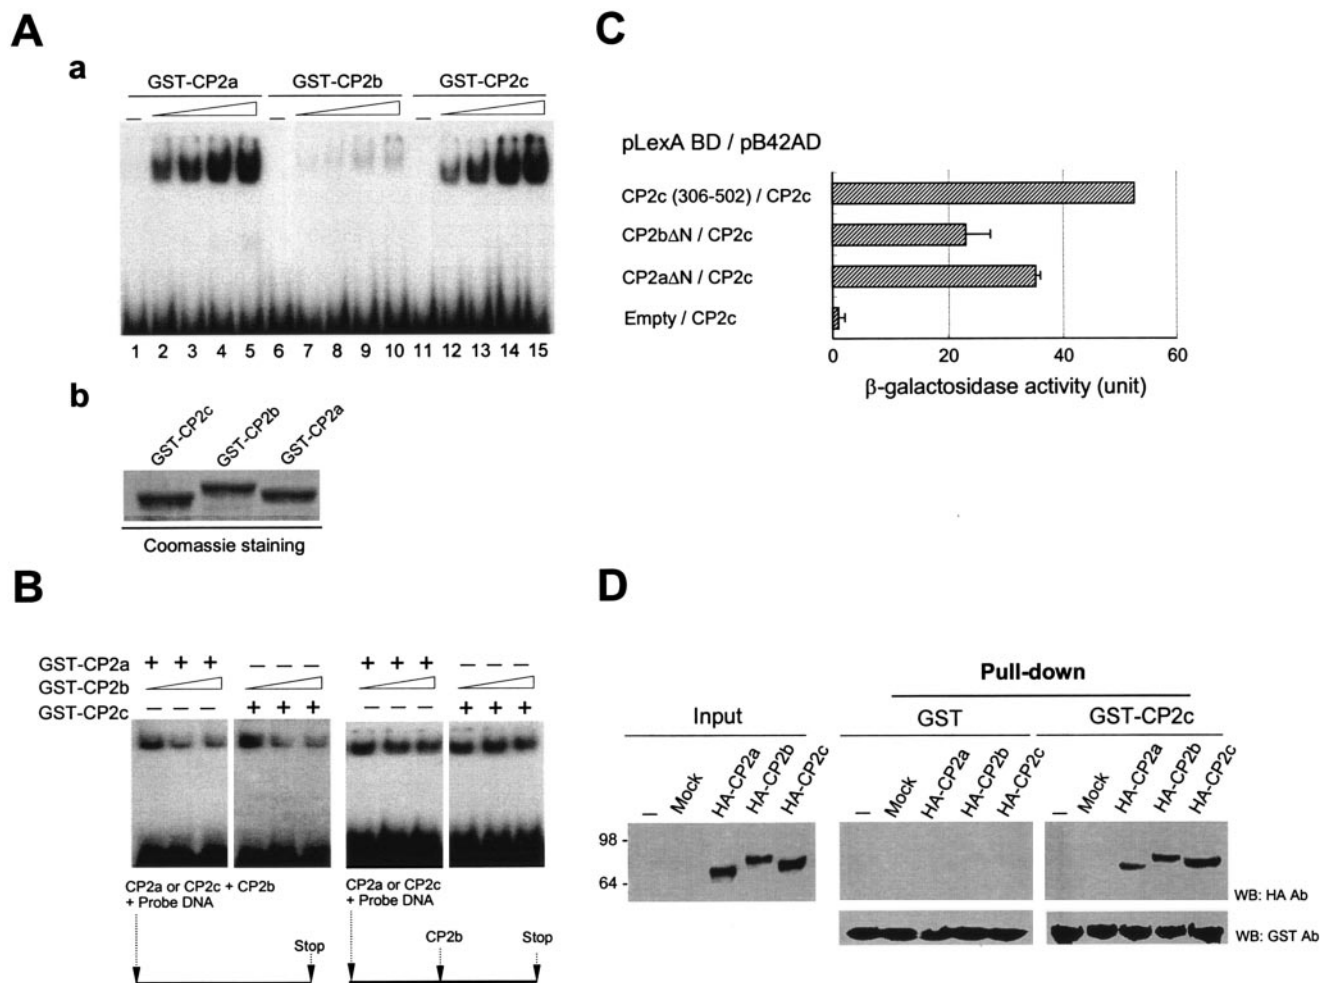 A
a
GST-CP2a GST-CP2b GST-CP2c
– – –
1 2 3 4 5 6 7 8 9 10 11 12 13 14 15
b
GST-CP2c GST-CP2b GST-CP2a
Coomassie staining
B
GST-CP2a + + + – – – + + + – – –
GST-CP2b
GST-CP2c – – – + + + – – – + + +
CP2a or CP2c + CP2b
+ Probe DNA
Stop
CP2a or CP2c
+ Probe DNA
CP2b
Stop
C
pLexA BD / pB42AD
CP2c (306-502) / CP2c
CP2bΔN / CP2c
CP2aΔN / CP2c
Empty / CP2c
0 20 40 60
β-galactosidase activity (unit)
D
Pull-down
Input GST GST-CP2c
– Mock HA-CP2a HA-CP2b HA-CP2c – Mock HA-CP2a HA-CP2b HA-CP2c – Mock HA-CP2a HA-CP2b HA-CP2c
98 -
64 -
WB: HA Ab
WB: GST Ab